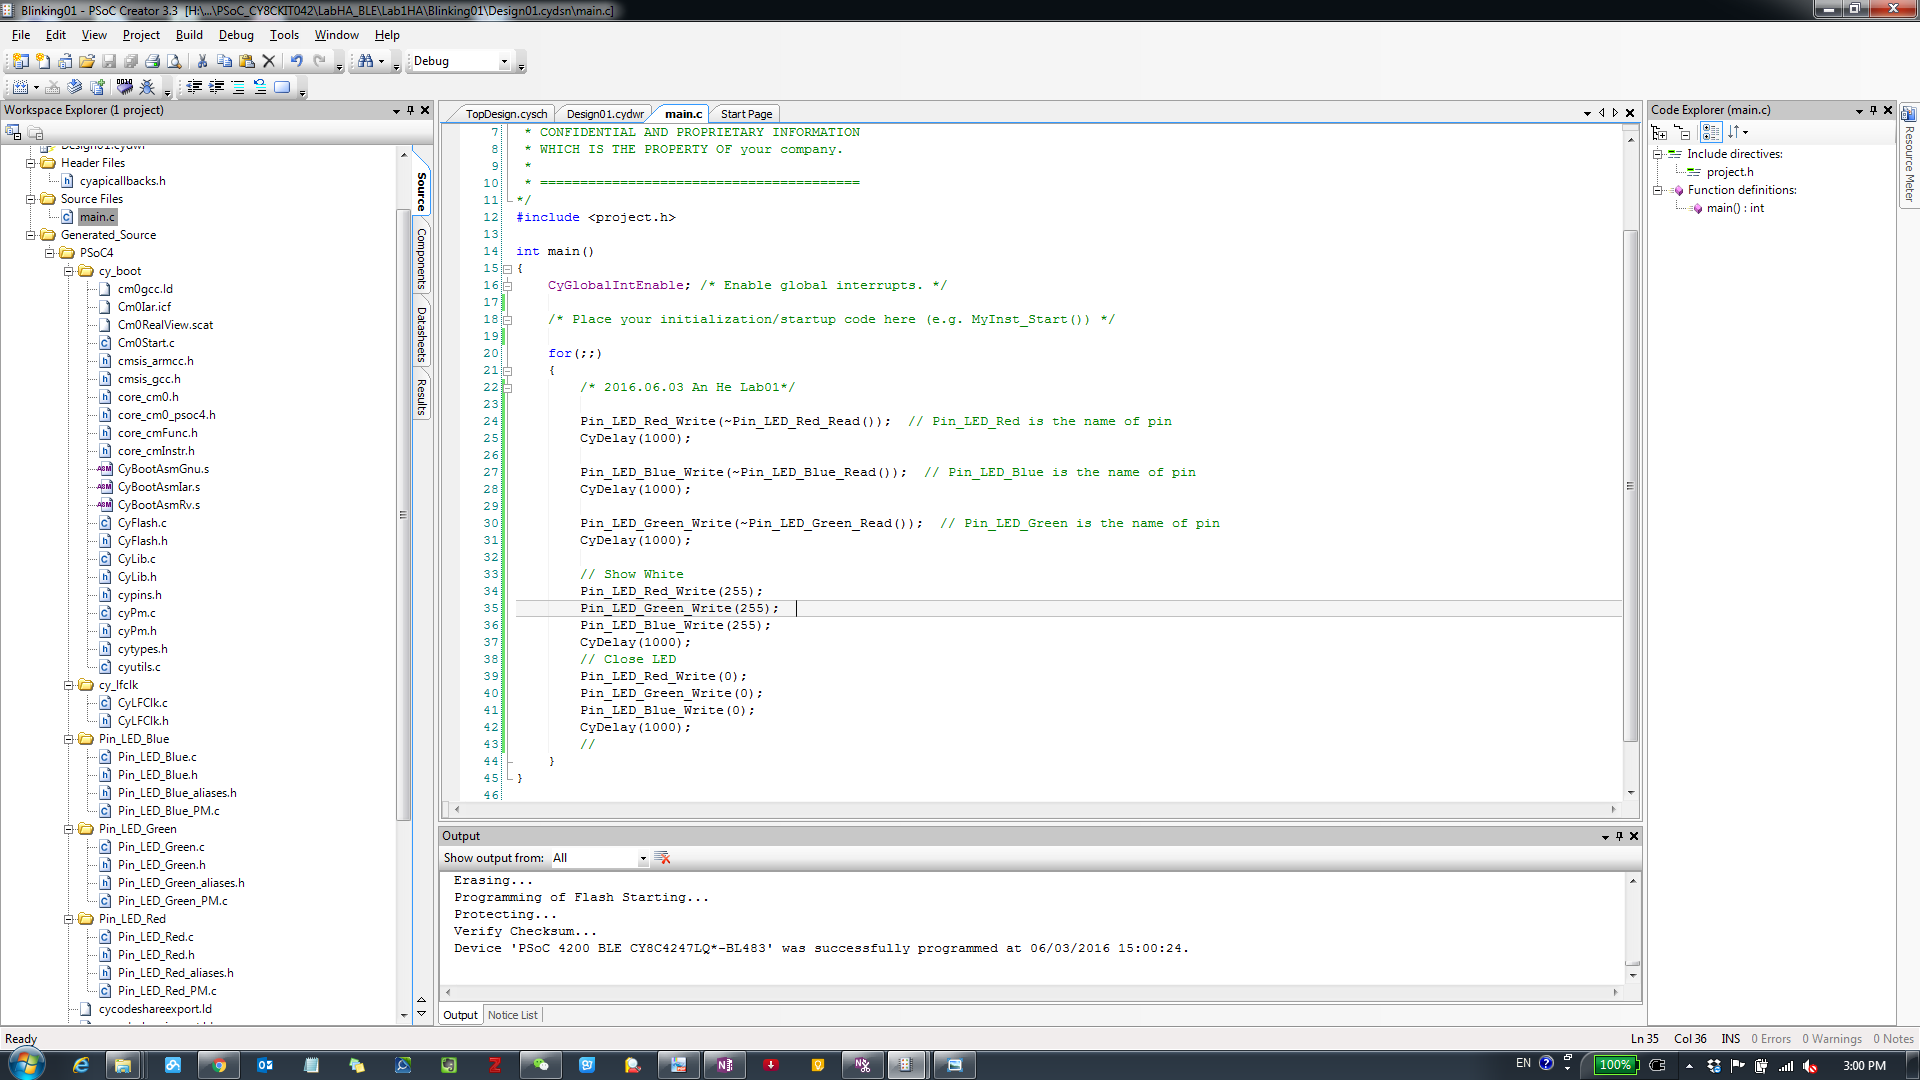 Blinking01 - PSoC Creator 3.3 [H:\...\PSoC_CY8CKIT042\LabHA_BLE\Lab1HA\Blinking01\Design01.cydsn\main.c]
File Edit View Project Build Debug Tools Window Help
Debug
Workspace Explorer (1 project)
Design01.cydwr
Header Files
cyapicallbacks.h
Source Files
main.c
Generated_Source
PSoC4
cy_boot
cm0gcc.ld
Cm0Iar.icf
Cm0RealView.scat
Cm0Start.c
cmsis_armcc.h
cmsis_gcc.h
core_cm0.h
core_cm0_psoc4.h
core_cmFunc.h
core_cmInstr.h
CyBootAsmGnu.s
CyBootAsmIar.s
CyBootAsmRv.s
CyFlash.c
CyFlash.h
CyLib.c
CyLib.h
cypins.h
cyPm.c
cyPm.h
cytypes.h
cyutils.c
cy_lfclk
CyLFClk.c
CyLFClk.h
Pin_LED_Blue
Pin_LED_Blue.c
Pin_LED_Blue.h
Pin_LED_Blue_aliases.h
Pin_LED_Blue_PM.c
Pin_LED_Green
Pin_LED_Green.c
Pin_LED_Green.h
Pin_LED_Green_aliases.h
Pin_LED_Green_PM.c
Pin_LED_Red
Pin_LED_Red.c
Pin_LED_Red.h
Pin_LED_Red_aliases.h
Pin_LED_Red_PM.c
cycodeshareexport.ld
Source
Components
Datasheets
Results
TopDesign.cysch Design01.cydwr main.c Start Page
7 * CONFIDENTIAL AND PROPRIETARY INFORMATION
8 * WHICH IS THE PROPERTY OF your company.
9 *
10 * ========================================
11 */
12 #include <project.h>
13
14 int main()
15 {
16 CyGlobalIntEnable; /* Enable global interrupts. */
17
18 /* Place your initialization/startup code here (e.g. MyInst_Start()) */
19
20 for(;;)
21 {
22 /* 2016.06.03 An He Lab01*/
23
24 Pin_LED_Red_Write(~Pin_LED_Red_Read()); // Pin_LED_Red is the name of pin
25 CyDelay(1000);
26
27 Pin_LED_Blue_Write(~Pin_LED_Blue_Read()); // Pin_LED_Blue is the name of pin
28 CyDelay(1000);
29
30 Pin_LED_Green_Write(~Pin_LED_Green_Read()); // Pin_LED_Green is the name of pin
31 CyDelay(1000);
32
33 // Show White
34 Pin_LED_Red_Write(255);
35 Pin_LED_Green_Write(255);
36 Pin_LED_Blue_Write(255);
37 CyDelay(1000);
38 // Close LED
39 Pin_LED_Red_Write(0);
40 Pin_LED_Green_Write(0);
41 Pin_LED_Blue_Write(0);
42 CyDelay(1000);
43 //
44 }
45 }
46
Output
Show output from: All
Erasing...
Programming of Flash Starting...
Protecting...
Verify Checksum...
Device 'PSoC 4200 BLE CY8C4247LQ*-BL483' was successfully programmed at 06/03/2016 15:00:24.
Output Notice List
Code Explorer (main.c)
Include directives:
project.h
Function definitions:
main() : int
Resource Meter
Ready
Ln 35 Col 36 INS 0 Errors 0 Warnings 0 Notes
EN 100% 3:00 PM